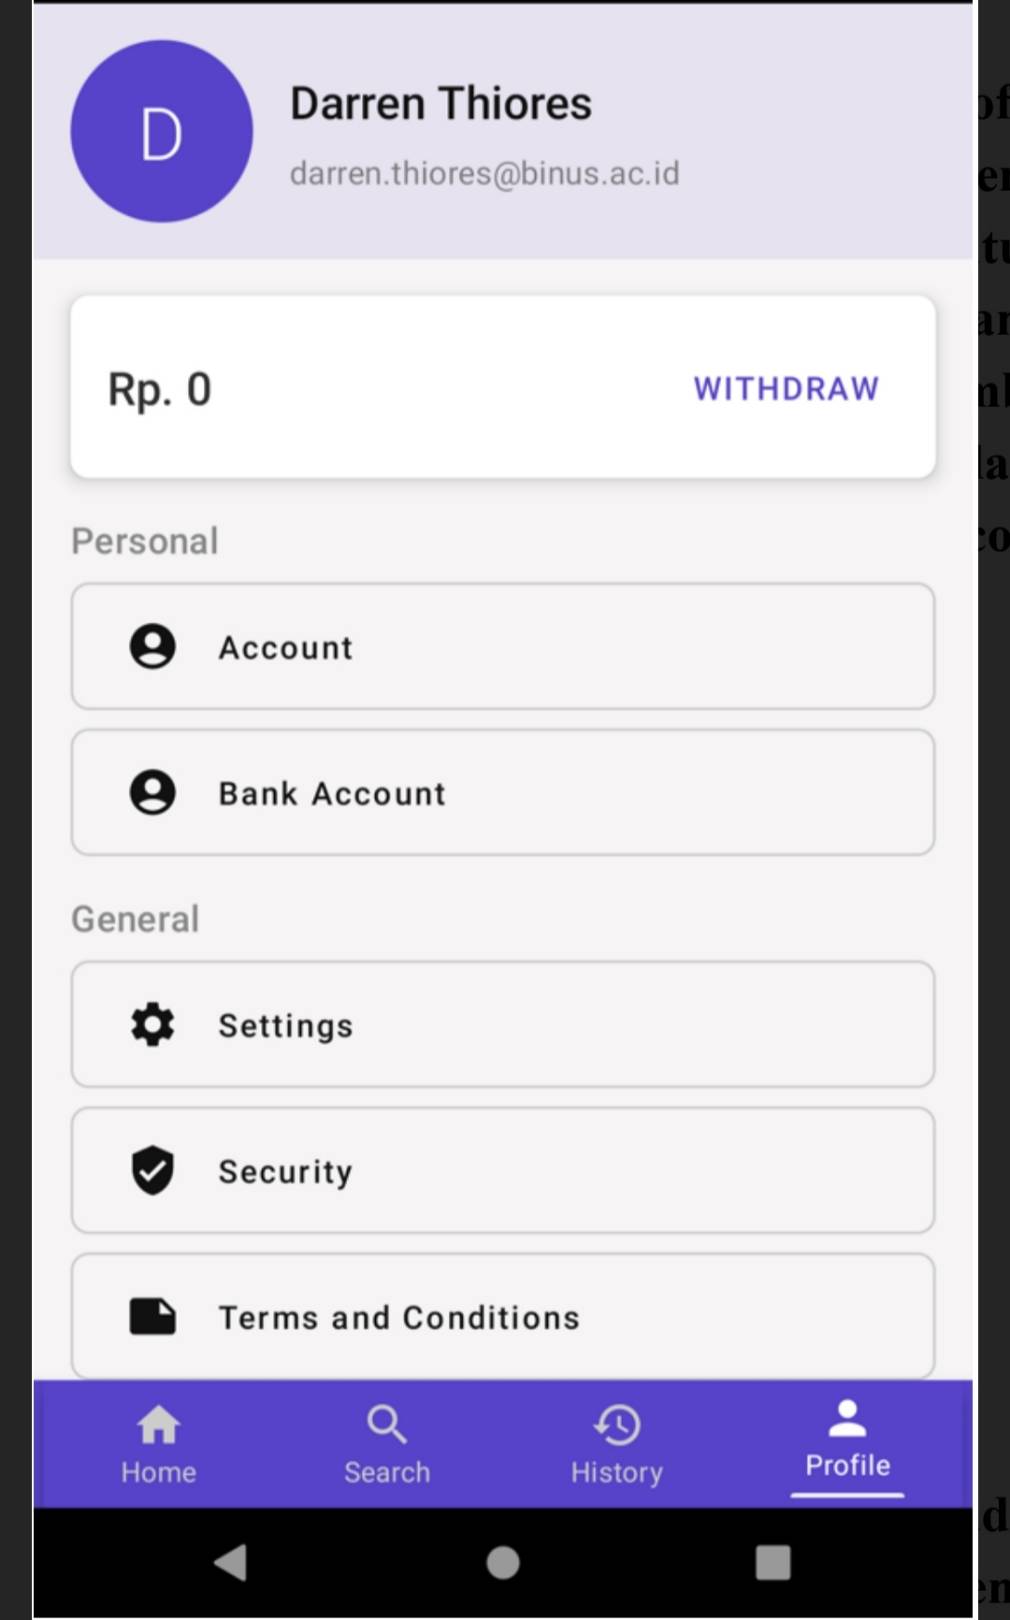 D
Darren Thiores
darren.thiores@binus.ac.id
Rp. 0
WITHDRAW
Personal
Account
Bank Account
General
Settings
Security
Terms and Conditions
Home
Search
History
Profile